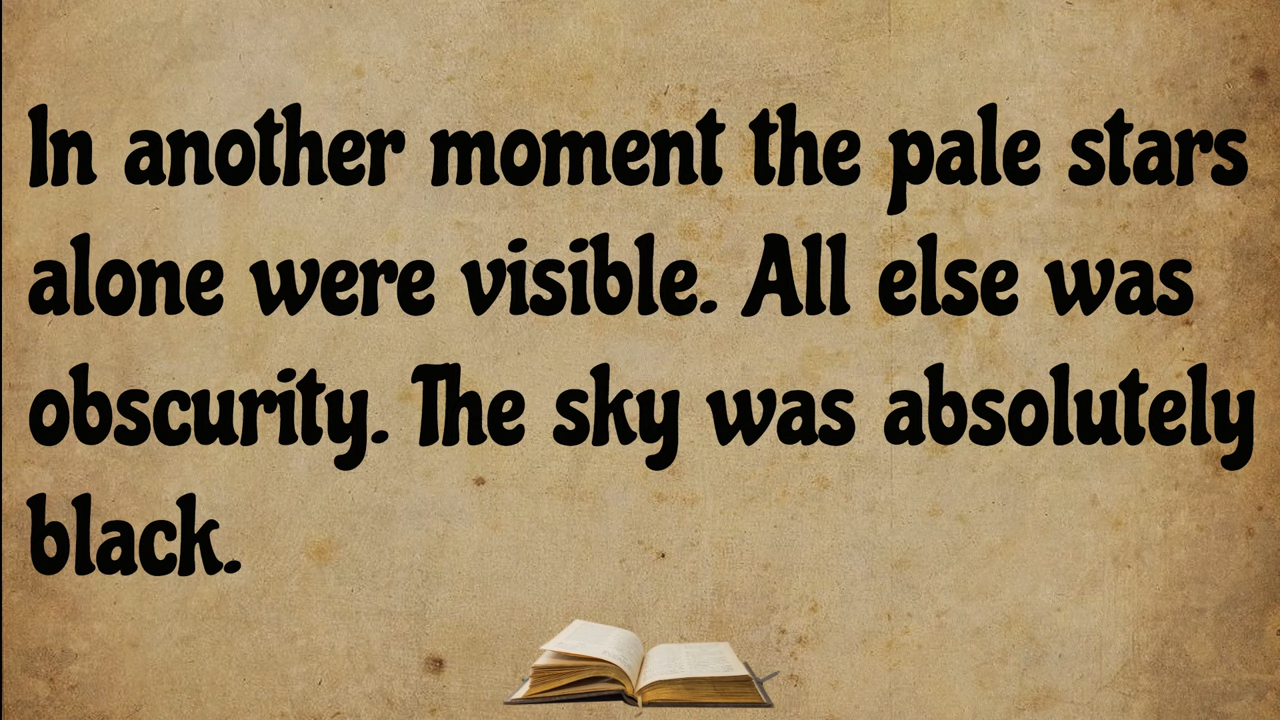 In another moment the pale stars
alone were visible. All else was
obscurity. The sky was absolutely
black.